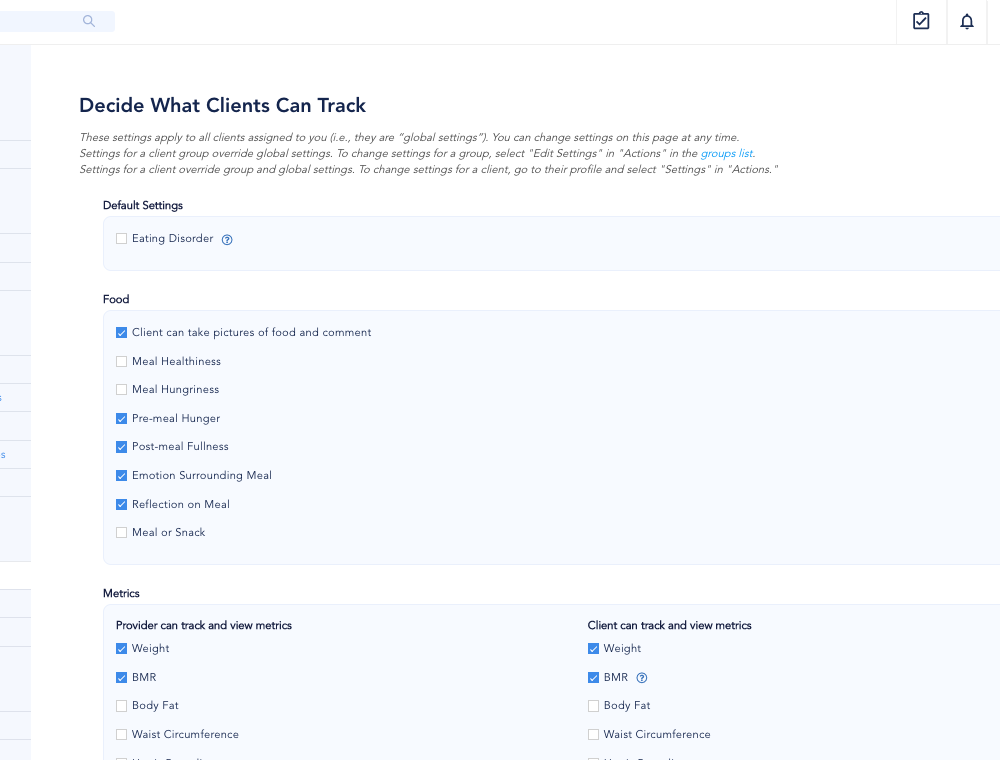 Decide What Clients Can Track
These settings apply to all clients assigned to you (i.e., they are “global settings”). You can change settings on this page at any time.
Settings for a client group override global settings. To change settings for a group, select "Edit Settings" in "Actions" in the groups list.
Settings for a client override group and global settings. To change settings for a client, go to their profile and select "Settings" in "Actions."
Default Settings
Eating Disorder
Food
Client can take pictures of food and comment
Meal Healthiness
Meal Hungriness
Pre-meal Hunger
Post-meal Fullness
Emotion Surrounding Meal
Reflection on Meal
Meal or Snack
Metrics
Provider can track and view metrics
Client can track and view metrics
Weight
Weight
BMR
BMR
Body Fat
Body Fat
Waist Circumference
Waist Circumference